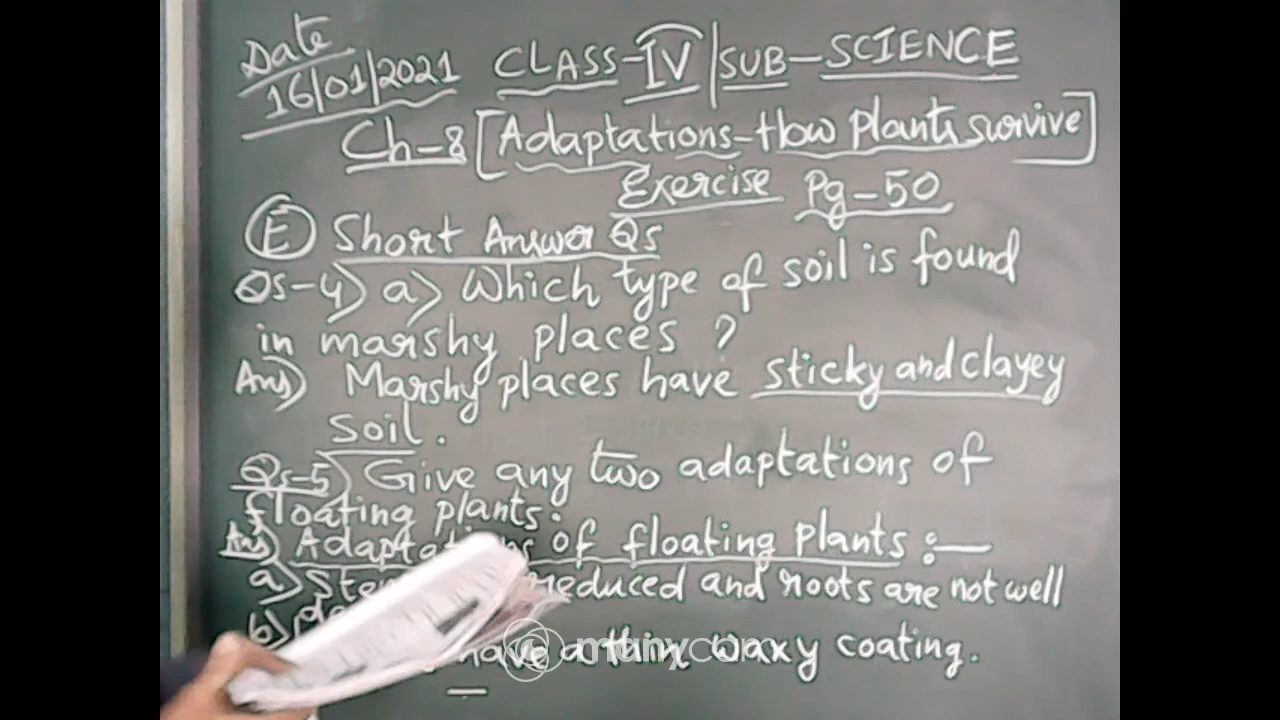 Date
16/01/2021 CLASS-IV | SUB-SCIENCE
Ch-8 [Adaptations-How Plants survive]
Exercise Pg-50
(E) Short Answer Qs
Qs-4) a) Which type of soil is found
in marshy places ?
Ans) Marshy places have sticky and clayey
soil.
Qs-5) Give any two adaptations of
floating plants.
Ans) Adaptations of floating plants :—
a) reduced and roots are not well
b) have a thin waxy coating.
manycam